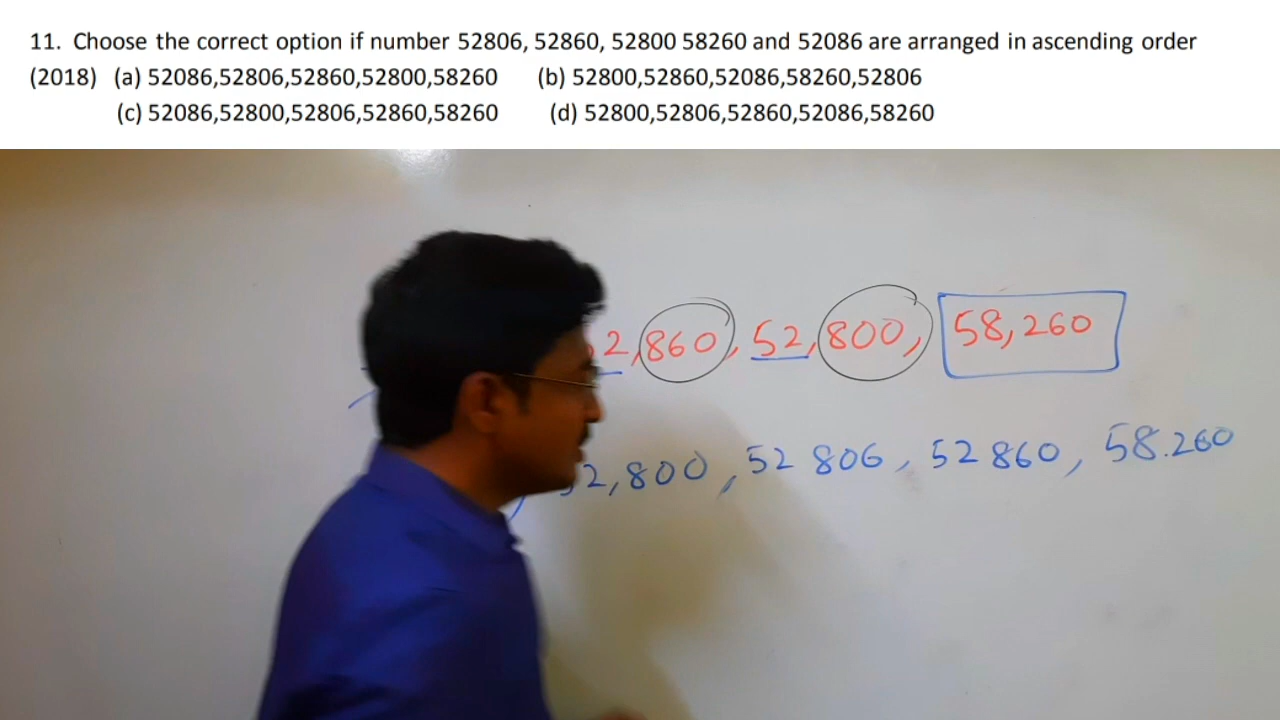 11. Choose the correct option if number 52806, 52860, 52800 58260 and 52086 are arranged in ascending order
(2018) (a) 52086,52806,52860,52800,58260 (b) 52800,52860,52086,58260,52806
(c) 52086,52800,52806,52860,58260 (d) 52800,52806,52860,52086,58260
2,860, 52,800, 58,260
2,800, 52 806, 52 860, 58.260